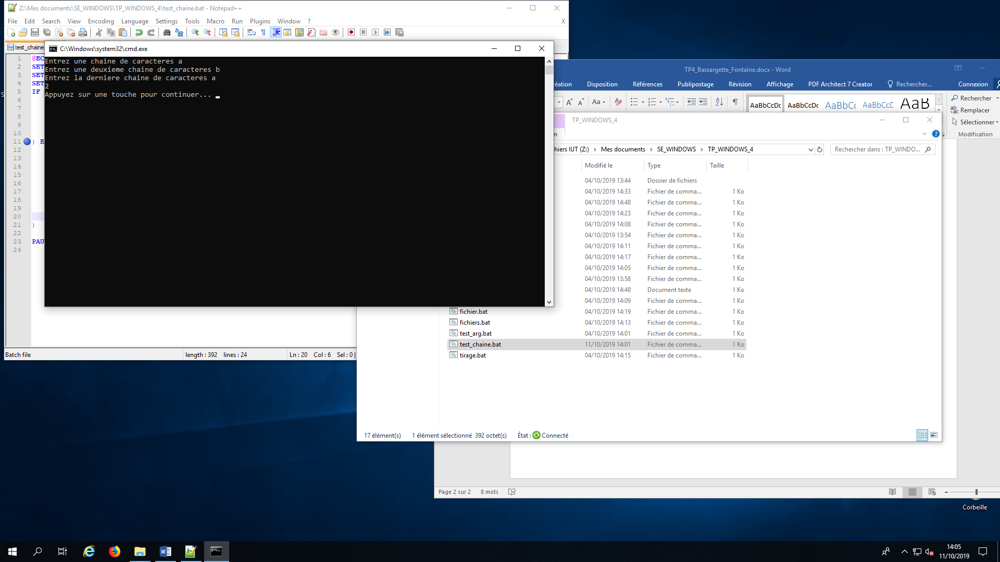 Z:\Mes documents\SE_WINDOWS\TP_WINDOWS_4\test_chaine.bat - Notepad++
File Edit Search View Encoding Language Settings Tools Macro Run Plugins Window ? X
test_chaine
C:\Windows\system32\cmd.exe
Entrez une chaine de caracteres a
Entrez une deuxieme chaine de caracteres b
Entrez la derniere chaine de caracteres a
2
Appuyez sur une touche pour continuer...
1 @EC
2 SET
3 SET
4 SET
5 IF
6
7
8
9
10
11 ) E
12
13
14
15
16
17
18
19
20
21 )
22
23 PAU
24
Batch file length : 392 lines : 24 Ln : 20 Col : 6 Sel : 0 |
TP4_Bassargette_Fontaine.docx - Word
éation Disposition Références Publipostage Révision Affichage PDF Architect 7 Creator Rechercher... Connexion
Aa AaBbCcDc AaBbCcDc AaBbCc AaBbCcD AaB
Rechercher
Remplacer
Sélectionner
Modification
TP_WINDOWS_4
n
hiers IUT (Z:) Mes documents SE_WINDOWS TP_WINDOWS_4 Rechercher dans : TP_WINDO...
Modifié le Type Taille
04/10/2019 13:44 Dossier de fichiers
04/10/2019 14:33 Fichier de comma... 1 Ko
04/10/2019 14:48 Fichier de comma... 1 Ko
04/10/2019 14:23 Fichier de comma... 1 Ko
04/10/2019 14:08 Fichier de comma... 1 Ko
04/10/2019 13:54 Fichier de comma... 1 Ko
04/10/2019 14:11 Fichier de comma... 1 Ko
04/10/2019 14:17 Fichier de comma... 1 Ko
04/10/2019 14:05 Fichier de comma... 1 Ko
04/10/2019 13:58 Fichier de comma... 1 Ko
04/10/2019 14:48 Document texte 1 Ko
04/10/2019 14:09 Fichier de comma... 1 Ko
fichier.bat 04/10/2019 14:19 Fichier de comma... 1 Ko
fichiers.bat 04/10/2019 14:13 Fichier de comma... 1 Ko
test_arg.bat 04/10/2019 14:01 Fichier de comma... 1 Ko
test_chaine.bat 11/10/2019 14:01 Fichier de comma... 1 Ko
tirage.bat 04/10/2019 14:15 Fichier de comma... 1 Ko
17 élément(s) 1 élément sélectionné 392 octet(s) État : Connecté
Page 2 sur 2 8 mots
Corbeille
14:05
11/10/2019